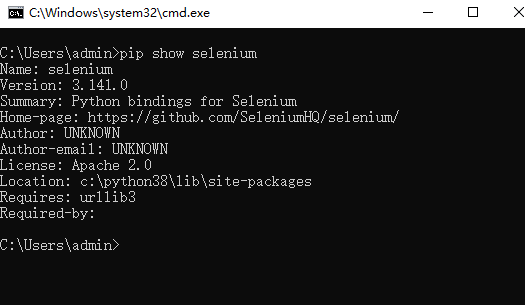 C:\Windows\system32\cmd.exe
C:\Users\admin>pip show selenium
Name: selenium
Version: 3.141.0
Summary: Python bindings for Selenium
Home-page: https://github.com/SeleniumHQ/selenium/
Author: UNKNOWN
Author-email: UNKNOWN
License: Apache 2.0
Location: c:\python38\lib\site-packages
Requires: urllib3
Required-by:
C:\Users\admin>